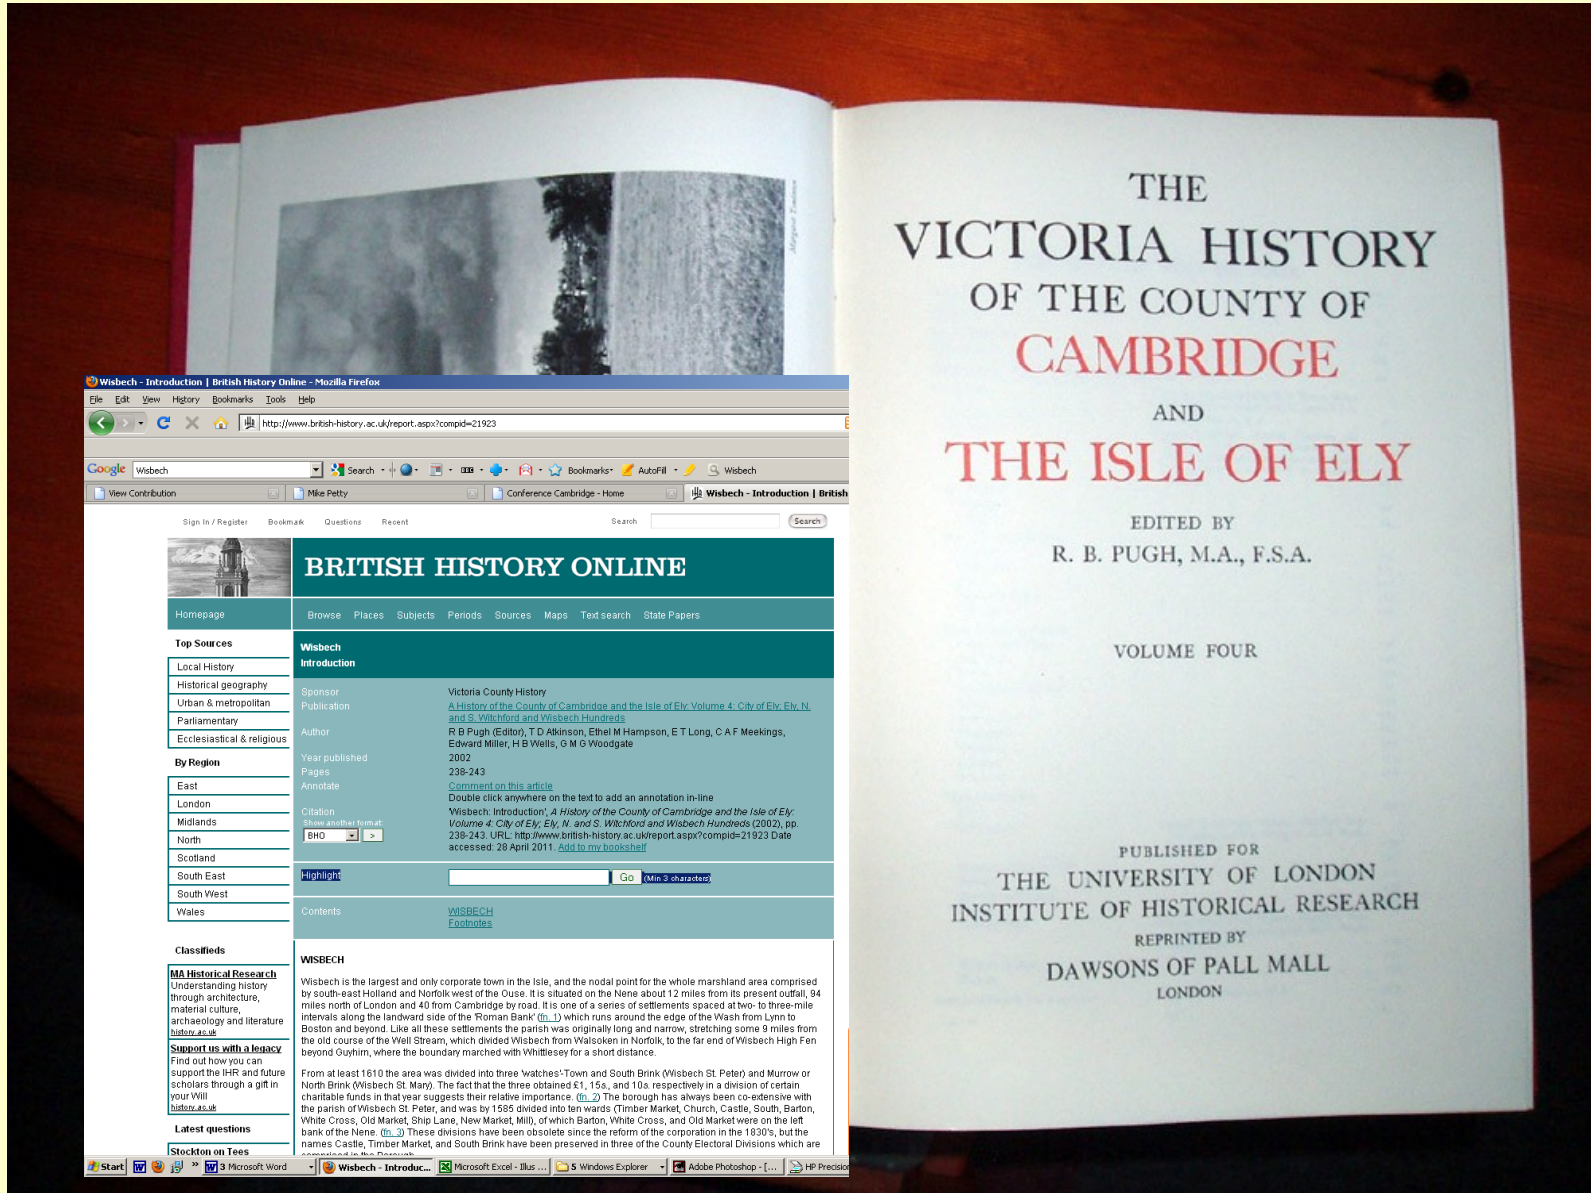 Margaret Tomlinson
THE
VICTORIA HISTORY
OF THE COUNTY OF
CAMBRIDGE
AND
THE ISLE OF ELY
EDITED BY
R. B. PUGH, M.A., F.S.A.
VOLUME FOUR
PUBLISHED FOR
THE UNIVERSITY OF LONDON
INSTITUTE OF HISTORICAL RESEARCH
REPRINTED BY
DAWSONS OF PALL MALL
LONDON
Wisbech - Introduction | British History Online - Mozilla Firefox
File Edit View History Bookmarks Tools Help
http://www.british-history.ac.uk/report.aspx?compid=21923
Google Wisbech Search Bookmarks AutoFill Wisbech
View Contribution Mike Petty Conference Cambridge - Home Wisbech - Introduction | British
Sign In / Register Bookmark Questions Recent Search Search
BRITISH HISTORY ONLINE
Homepage Browse Places Subjects Periods Sources Maps Text search State Papers
Top Sources
Local History
Historical geography
Urban & metropolitan
Parliamentary
Ecclesiastical & religious
By Region
East
London
Midlands
North
Scotland
South East
South West
Wales
Classifieds
MA Historical Research
Understanding history
through architecture,
material culture,
archaeology and literature
history.ac.uk
Support us with a legacy
Find out how you can
support the IHR and future
scholars through a gift in
your Will
history.ac.uk
Latest questions
Stockton on Tees
Wisbech
Introduction
Sponsor Victoria County History
Publication A History of the County of Cambridge and the Isle of Ely: Volume 4: City of Ely; Ely, N.
and S. Witchford and Wisbech Hundreds
Author R B Pugh (Editor), T D Atkinson, Ethel M Hampson, E T Long, C A F Meekings,
Edward Miller, H B Wells, G M G Woodgate
Year published 2002
Pages 238-243
Annotate Comment on this article
Double click anywhere on the text to add an annotation in-line
Citation 'Wisbech: Introduction', A History of the County of Cambridge and the Isle of Ely:
Show another format: Volume 4: City of Ely; Ely, N. and S. Witchford and Wisbech Hundreds (2002), pp.
BHO > 238-243. URL: http://www.british-history.ac.uk/report.aspx?compid=21923 Date
accessed: 28 April 2011. Add to my bookshelf
Highlight Go (Min 3 characters)
Contents WISBECH
Footnotes
WISBECH
Wisbech is the largest and only corporate town in the Isle, and the nodal point for the whole marshland area comprised
by south-east Holland and Norfolk west of the Ouse. It is situated on the Nene about 12 miles from its present outfall, 94
miles north of London and 40 from Cambridge by road. It is one of a series of settlements spaced at two- to three-mile
intervals along the landward side of the 'Roman Bank' (fn. 1) which runs around the edge of the Wash from Lynn to
Boston and beyond. Like all these settlements the parish was originally long and narrow, stretching some 9 miles from
the old course of the Well Stream, which divided Wisbech from Walsoken in Norfolk, to the far end of Wisbech High Fen
beyond Guyhirn, where the boundary marched with Whittlesey for a short distance.
From at least 1610 the area was divided into three 'watches'-Town and South Brink (Wisbech St. Peter) and Murrow or
North Brink (Wisbech St. Mary). The fact that the three obtained £1, 15s., and 10s. respectively in a division of certain
charitable funds in that year suggests their relative importance. (fn. 2) The borough has always been co-extensive with
the parish of Wisbech St. Peter, and was by 1585 divided into ten wards (Timber Market, Church, Castle, South, Barton,
White Cross, Old Market, Ship Lane, New Market, Mill), of which Barton, White Cross, and Old Market were on the left
bank of the Nene. (fn. 3) These divisions have been obsolete since the reform of the corporation in the 1830's, but the
names Castle, Timber Market, and South Brink have been preserved in three of the County Electoral Divisions which are
comprised in the Borough.
Start 3 Microsoft Word Wisbech - Introduc... Microsoft Excel - Illus ... 5 Windows Explorer Adobe Photoshop - [... HP Precision